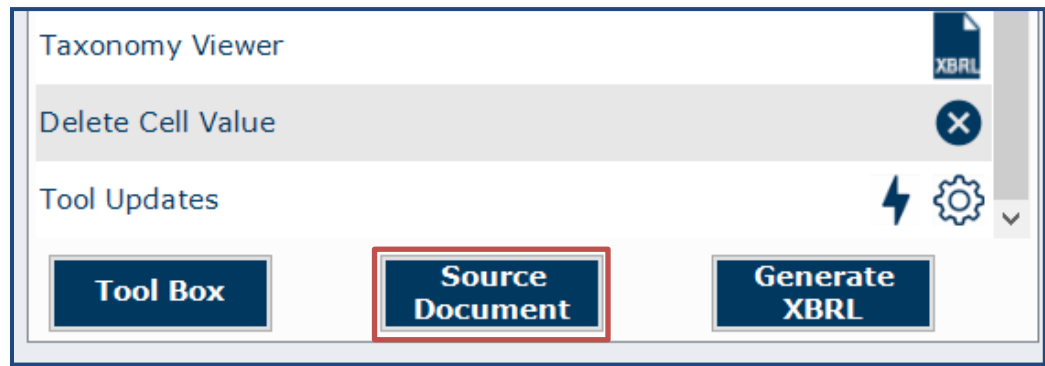 Taxonomy Viewer
XBRL
Delete Cell Value
Tool Updates
Tool Box
Source
Document
Generate
XBRL